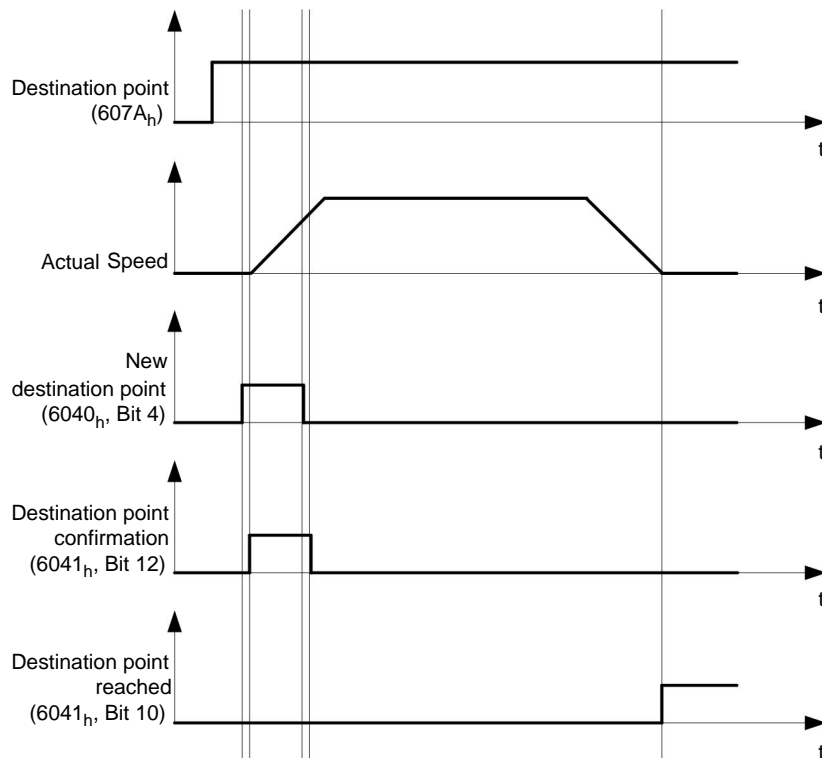 Destination point
(607Aₕ)
t
Actual Speed
t
New
destination point
(6040ₕ, Bit 4)
t
Destination point
confirmation
(6041ₕ, Bit 12)
t
Destination point
reached
(6041ₕ, Bit 10)
t